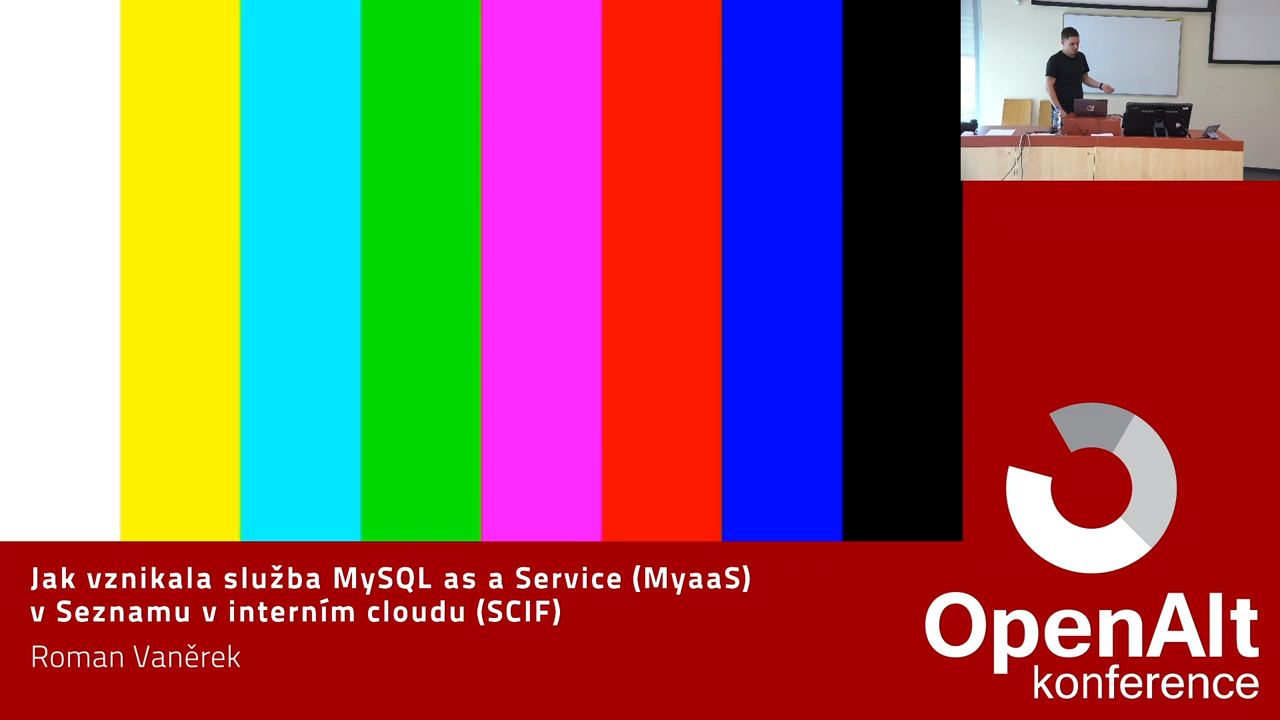 Jak vznikala služba MySQL as a Service (MyaaS)
v Seznamu v interním cloudu (SCIF)
Roman Vaněrek
OpenAlt
konference